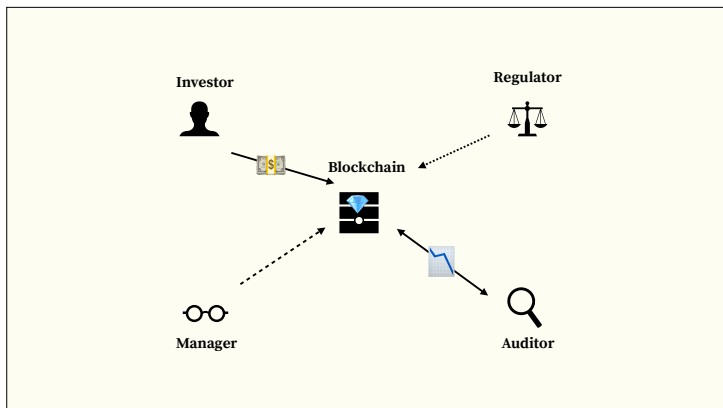 Investor
Regulator
Blockchain
Manager
Auditor